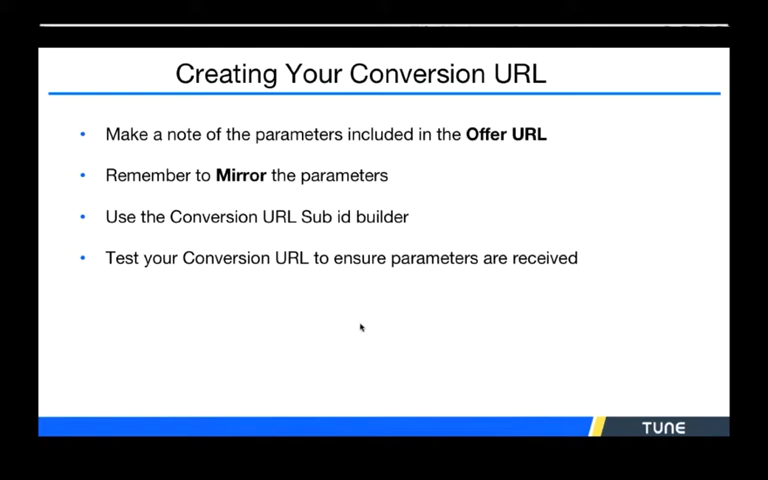 Creating Your Conversion URL
Make a note of the parameters included in the Offer URL
Remember to Mirror the parameters
Use the Conversion URL Sub id builder
Test your Conversion URL to ensure parameters are received
TUNE